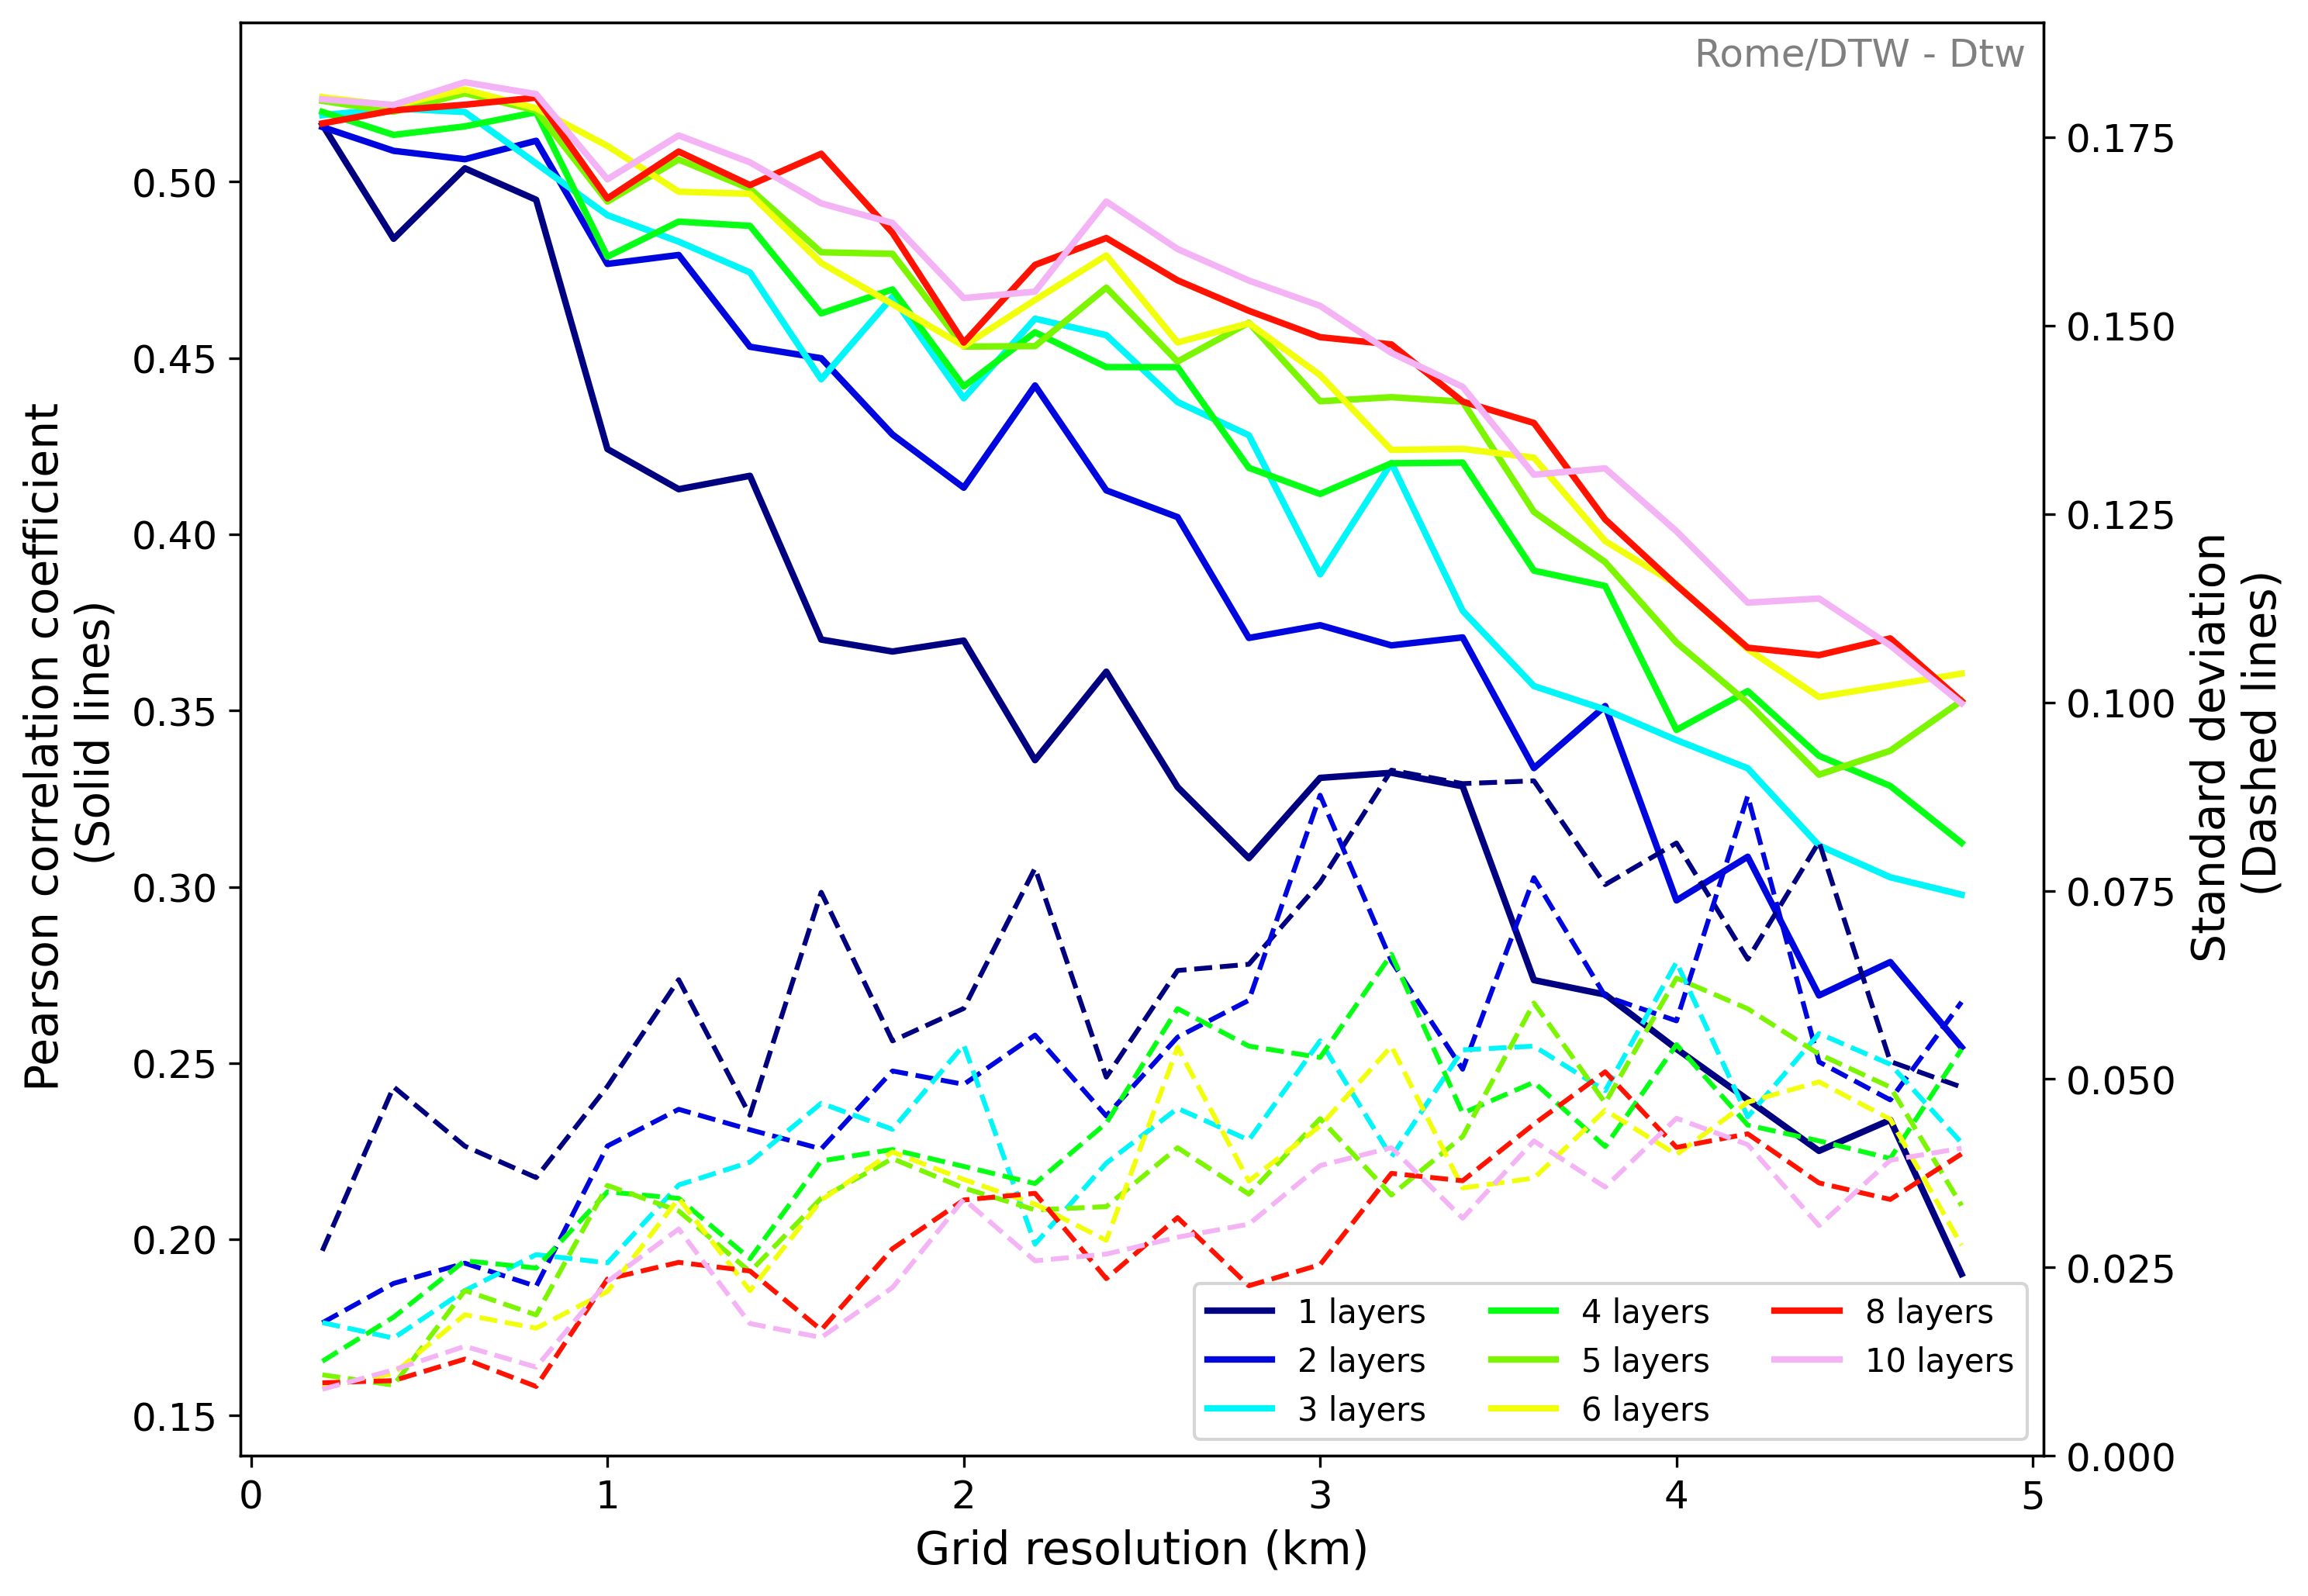 Rome/DTW - Dtw
Pearson correlation coefficient
(Solid lines)
0.50
0.45
0.40
0.35
0.30
0.25
0.20
0.15
0.175
0.150
0.125
0.100
0.075
0.050
0.025
0.000
Standard deviation
(Dashed lines)
1 layers
2 layers
3 layers
4 layers
5 layers
6 layers
8 layers
10 layers
0 1 2 3 4 5
Grid resolution (km)